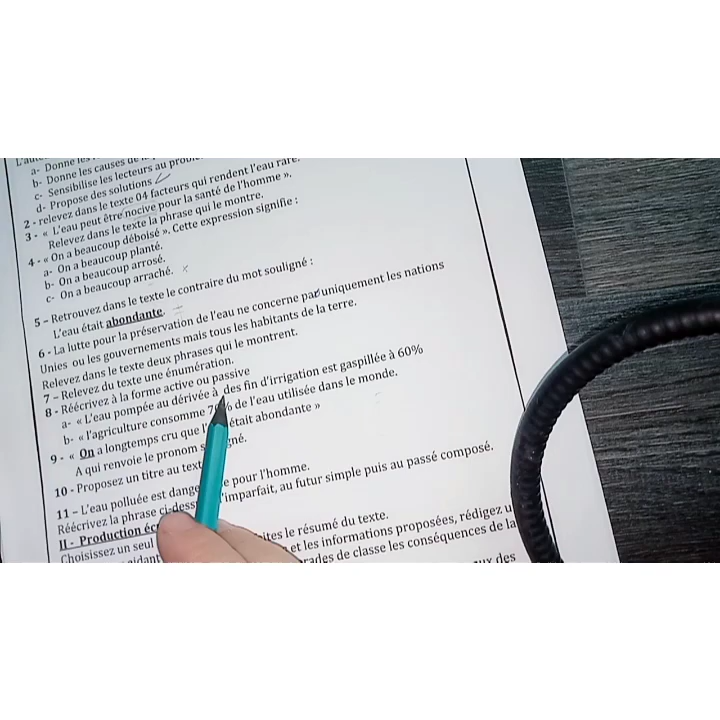 L'au
a- Donne les
b- Donne les causes de
c- Sensibilise les lecteurs au
d- Propose des solutions
2 - relevez dans le texte 04 facteurs qui rendent l'eau rare.
3 - « L'eau peut être nocive pour la santé de l'homme ».
Relevez dans le texte la phrase qui le montre.
4 - « On a beaucoup déboisé ». Cette expression signifie :
a- On a beaucoup planté.
b- On a beaucoup arrosé.
c- On a beaucoup arraché.
5 – Retrouvez dans le texte le contraire du mot souligné :
L'eau était abondante.
6 - La lutte pour la préservation de l'eau ne concerne pas uniquement les nations
Unies ou les gouvernements mais tous les habitants de la terre.
Relevez dans le texte deux phrases qui le montrent.
7 – Relevez du texte une énumération.
8 - Réécrivez à la forme active ou passive
a- « L'eau pompée au dérivée à des fin d'irrigation est gaspillée à 60%
b- « l'agriculture consomme % de l'eau utilisée dans le monde.
9 - « On a longtemps cru que l' était abondante »
A qui renvoie le pronom gné.
10 - Proposez un titre au text
11 – L'eau polluée est dange e pour l'homme.
Réécrivez la phrase ci-dess l'imparfait, au futur simple puis au passé composé.
II - Production écr
Choisissez un seul aites le résumé du texte.
aidant et les informations proposées, rédigez u
rades de classe les conséquences de la
aux des